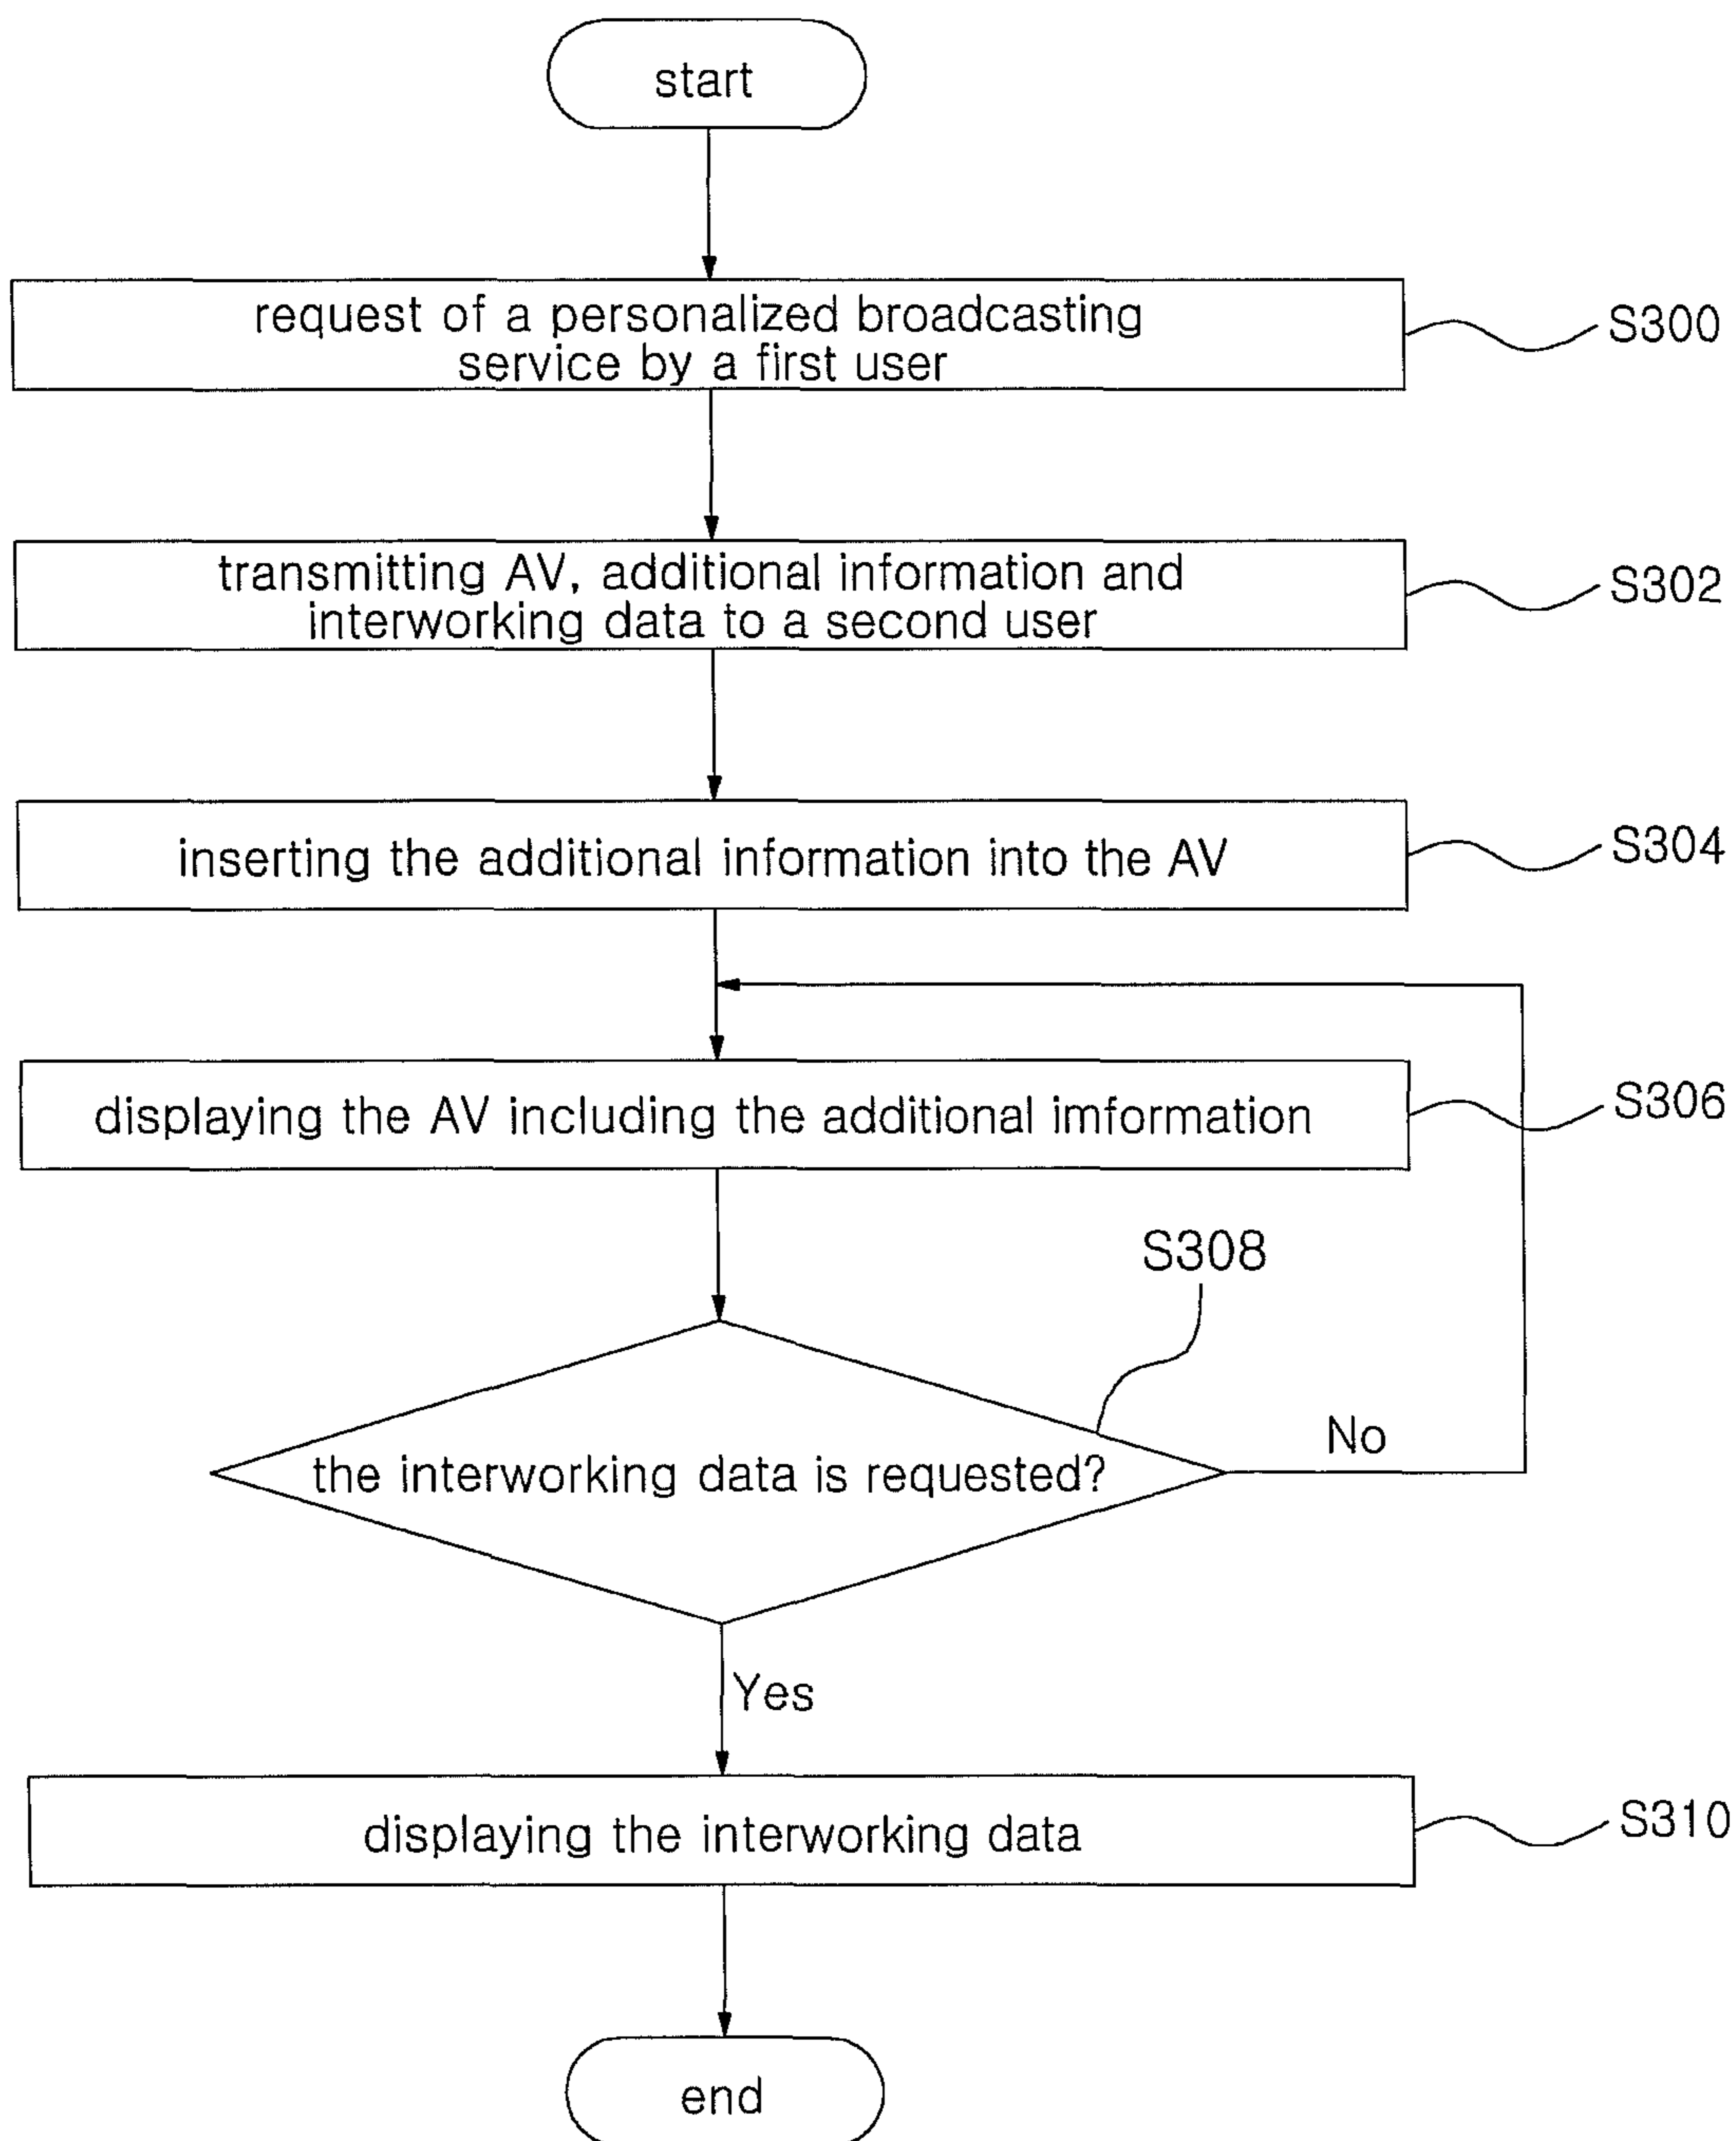 start
request of a personalized broadcasting
service by a first user
S300
transmitting AV, additional information and
interworking data to a second user
S302
inserting the additional information into the AV
S304
displaying the AV including the additional imformation
S306
S308
the interworking data is requested?
No
Yes
displaying the interworking data
S310
end